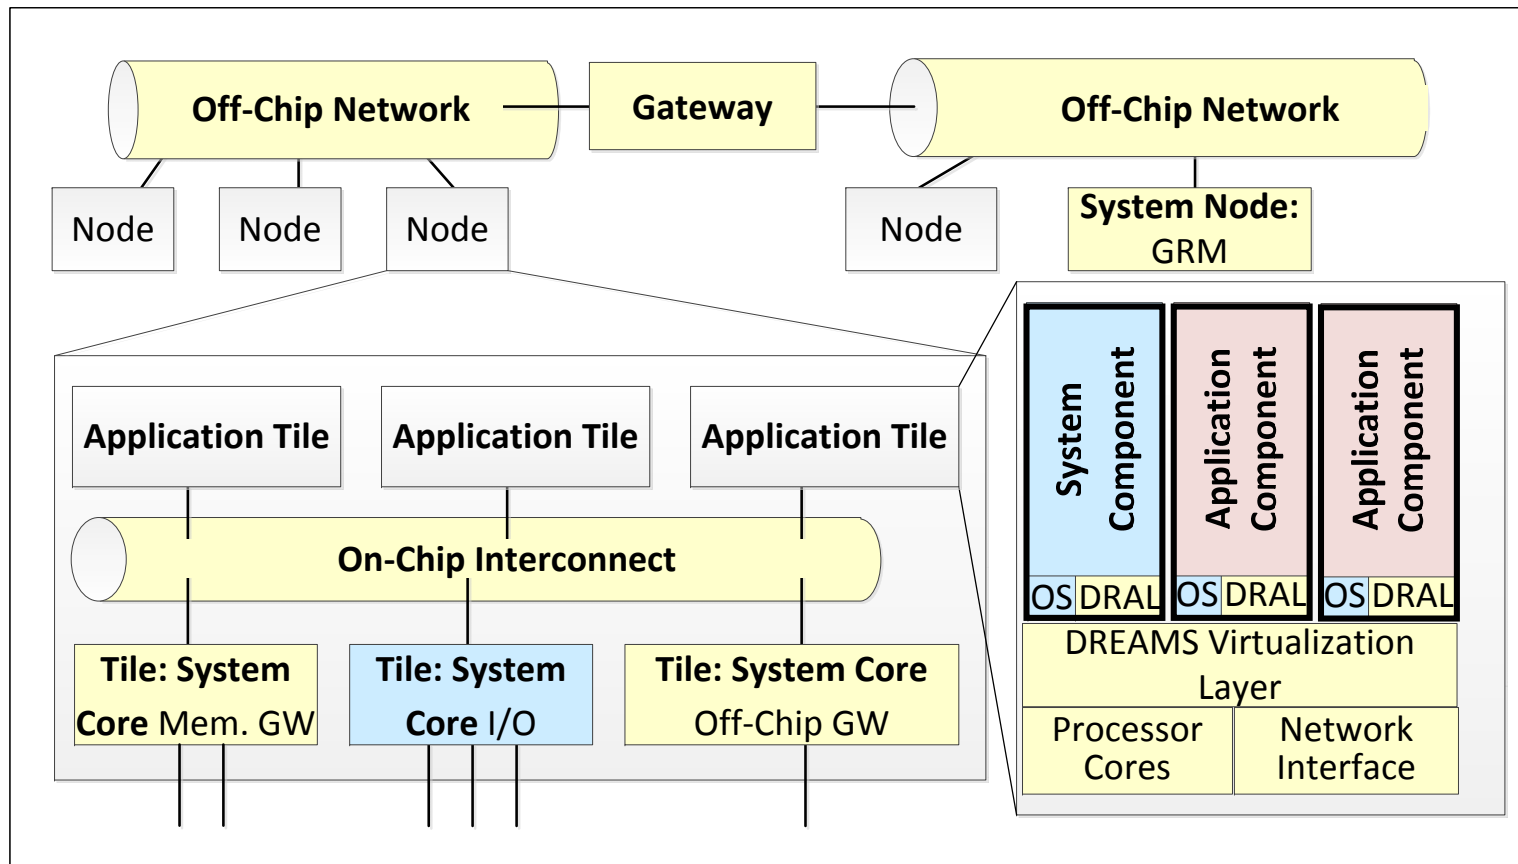 Off-Chip Network
Gateway
Off-Chip Network
Node
Node
Node
Node
System Node:
GRM
Application Tile
Application Tile
Application Tile
On-Chip Interconnect
Tile: System
Core Mem. GW
Tile: System
Core I/O
Tile: System Core
Off-Chip GW
System
Component
Application
Component
Application
Component
OS DRAL
OS DRAL
OS DRAL
DREAMS Virtualization
Layer
Processor
Cores
Network
Interface